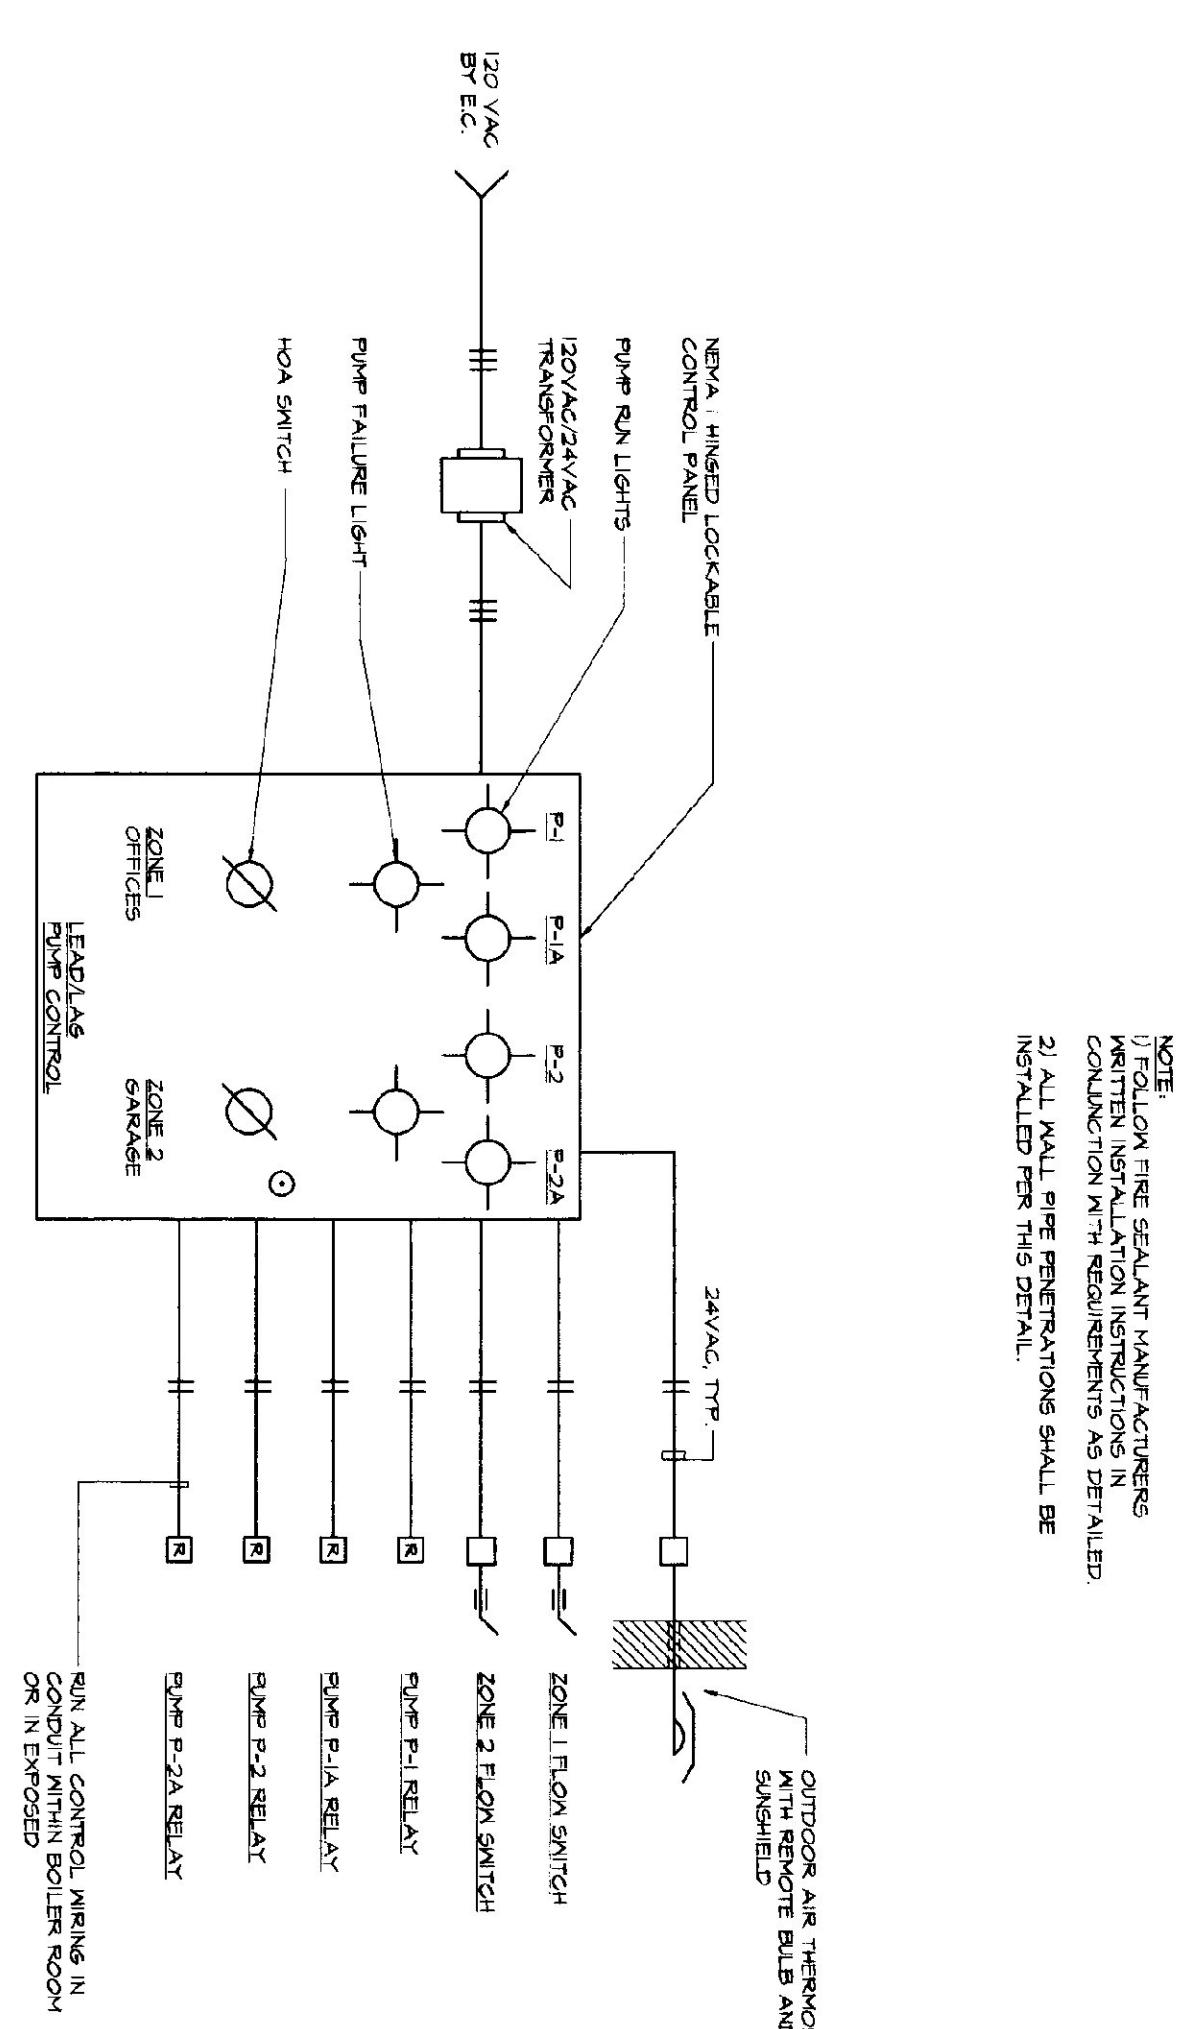 NOTE:
1) FOLLOW FIRE SEALANT MANUFACTURERS
WRITTEN INSTALLATION INSTRUCTIONS IN
CONJUNCTION WITH REQUIREMENTS AS DETAILED.
2) ALL WALL PIPE PENETRATIONS SHALL BE
INSTALLED PER THIS DETAIL.
OUTDOOR AIR THERMOS
WITH REMOTE BULB AND
SUNSHIELD
NEMA 1 HINGED LOCKABLE
CONTROL PANEL
24VAC, TYP.
PUMP RUN LIGHTS
120VAC/24VAC
TRANSFORMER
120 VAC
BY E.C.
P-1
P-1A
P-2
P-2A
ZONE 1 FLOW SWITCH
ZONE 2 FLOW SWITCH
PUMP P-1 RELAY
R
PUMP FAILURE LIGHT
PUMP P-1A RELAY
R
HOA SWITCH
PUMP P-2 RELAY
R
PUMP P-2A RELAY
R
ZONE 1
OFFICES
ZONE 2
GARAGE
LEAD/LAG
PUMP CONTROL
RUN ALL CONTROL WIRING IN
CONDUIT WITHIN BOILER ROOM
OR IN EXPOSED